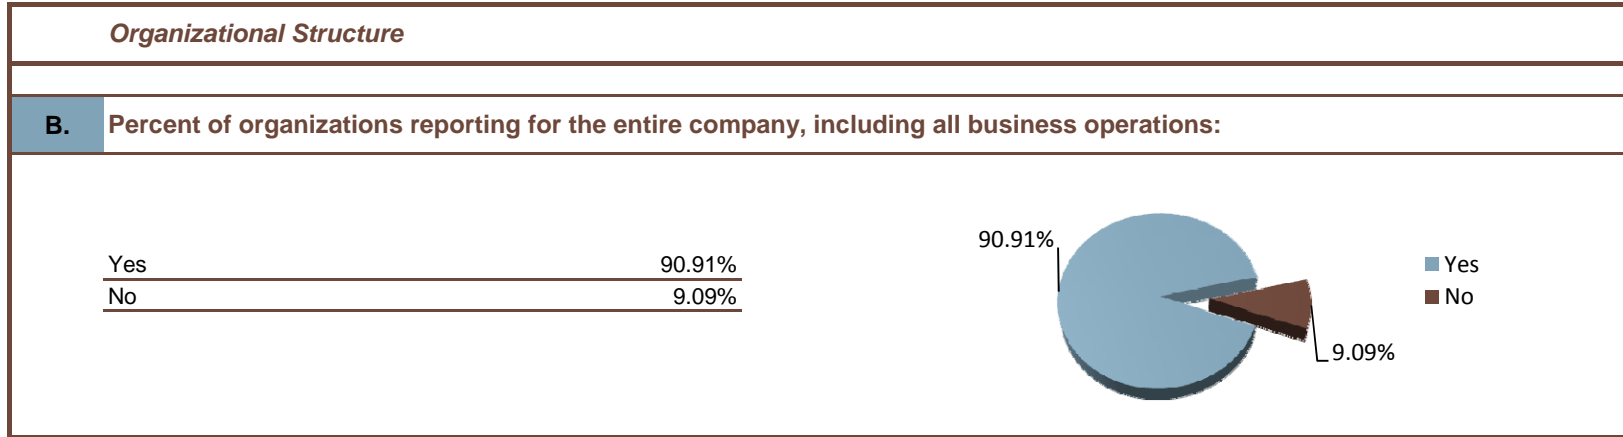 Organizational Structure
B. Percent of organizations reporting for the entire company, including all business operations:
Yes 90.91%
No 9.09%
90.91%
9.09%
Yes
No